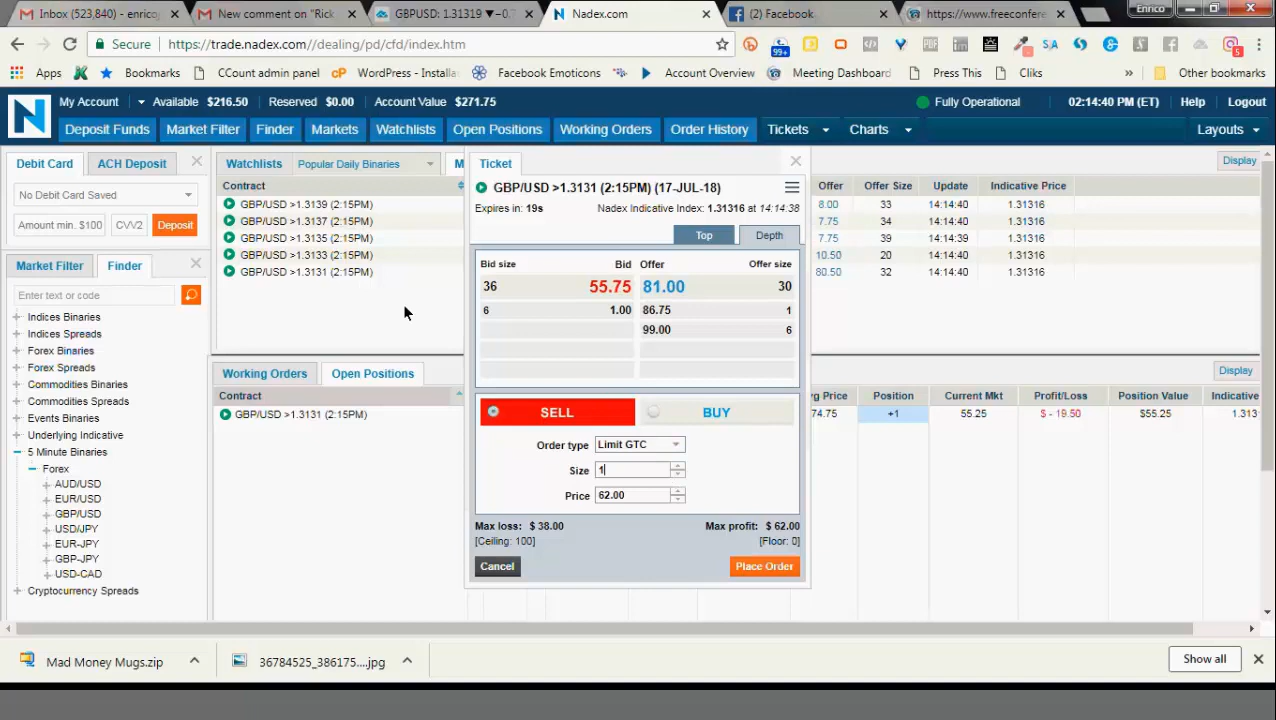 Inbox (523,840) - enrico
New comment on "Rick
GBPUSD: 1.31319 ▼−0.
Nadex.com
(2) Facebook
https://www.freeconfere
Enrico
Secure
https://trade.nadex.com//dealing/pd/cfd/index.htm
99+
5
Apps
Bookmarks
CCount admin panel
cP
WordPress - Installa
Facebook Emoticons
Account Overview
Meeting Dashboard
Press This
Cliks
»
Other bookmarks
N
My Account
Available $216.50
Reserved $0.00
Account Value $271.75
Fully Operational
02:14:40 PM (ET)
Help
Logout
Deposit Funds
Market Filter
Finder
Markets
Watchlists
Open Positions
Working Orders
Order History
Tickets
Charts
Layouts
Debit Card
ACH Deposit
No Debit Card Saved
Amount min. $100
CVV2
Deposit
Market Filter
Finder
Enter text or code
Indices Binaries
Indices Spreads
Forex Binaries
Forex Spreads
Commodities Binaries
Commodities Spreads
Events Binaries
Underlying Indicative
5 Minute Binaries
Forex
AUD/USD
EUR/USD
GBP/USD
USD/JPY
EUR-JPY
GBP-JPY
USD-CAD
Cryptocurrency Spreads
Watchlists
Popular Daily Binaries
M
Display
Contract
Offer
Offer Size
Update
Indicative Price
GBP/USD >1.3139 (2:15PM)
8.00
33
14:14:40
1.31316
GBP/USD >1.3137 (2:15PM)
7.75
34
14:14:40
1.31316
GBP/USD >1.3135 (2:15PM)
7.75
39
14:14:39
1.31316
GBP/USD >1.3133 (2:15PM)
10.50
20
14:14:40
1.31316
GBP/USD >1.3131 (2:15PM)
80.50
32
14:14:40
1.31316
Ticket
GBP/USD >1.3131 (2:15PM) (17-JUL-18)
Expires in: 19s
Nadex Indicative Index: 1.31316 at 14:14:38
Top
Depth
Bid size
Bid
Offer
Offer size
36
55.75
81.00
30
6
1.00
86.75
1
99.00
6
SELL
BUY
Order type
Limit GTC
Size
1
Price
62.00
Max loss: $ 38.00
Max profit: $ 62.00
[Ceiling: 100]
[Floor: 0]
Cancel
Place Order
Working Orders
Open Positions
Display
Contract
Price
Position
Current Mkt
Profit/Loss
Position Value
Indicative
GBP/USD >1.3131 (2:15PM)
74.75
+1
55.25
$ - 19.50
$55.25
1.313
Mad Money Mugs.zip
36784525_386175....jpg
Show all